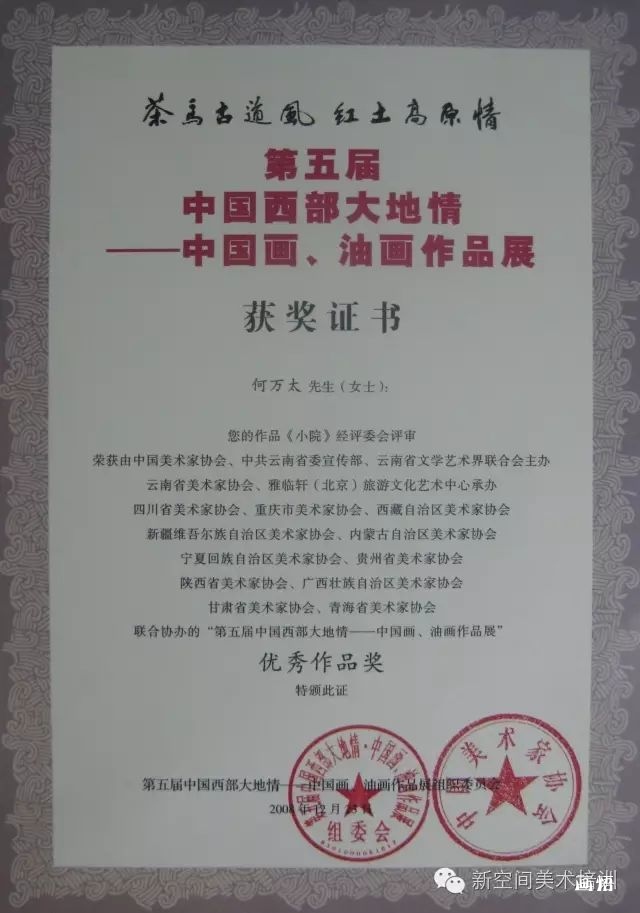 茶马古道風 红土高原情
第五届
中国西部大地情
——中国画、油画作品展
获奖证书
何万太 先生（女士）：
您的作品《小院》经评委会评审
荣获由中国美术家协会、中共云南省委宣传部、云南省文学艺术界联合会主办
云南省美术家协会、雅临轩（北京）旅游文化艺术中心承办
四川省美术家协会、重庆市美术家协会、西藏自治区美术家协会
新疆维吾尔族自治区美术家协会、内蒙古自治区美术家协会
宁夏回族自治区美术家协会、贵州省美术家协会
陕西省美术家协会、广西壮族自治区美术家协会
甘肃省美术家协会、青海省美术家协会
联合协办的“第五届中国西部大地情——中国画、油画作品展”
优秀作品奖
特颁此证
第五届中国西部大地情——中国画、油画作品展组织委员会
2008年12月23日
组委会
中国美术家协会
新空间美术培训
画悟